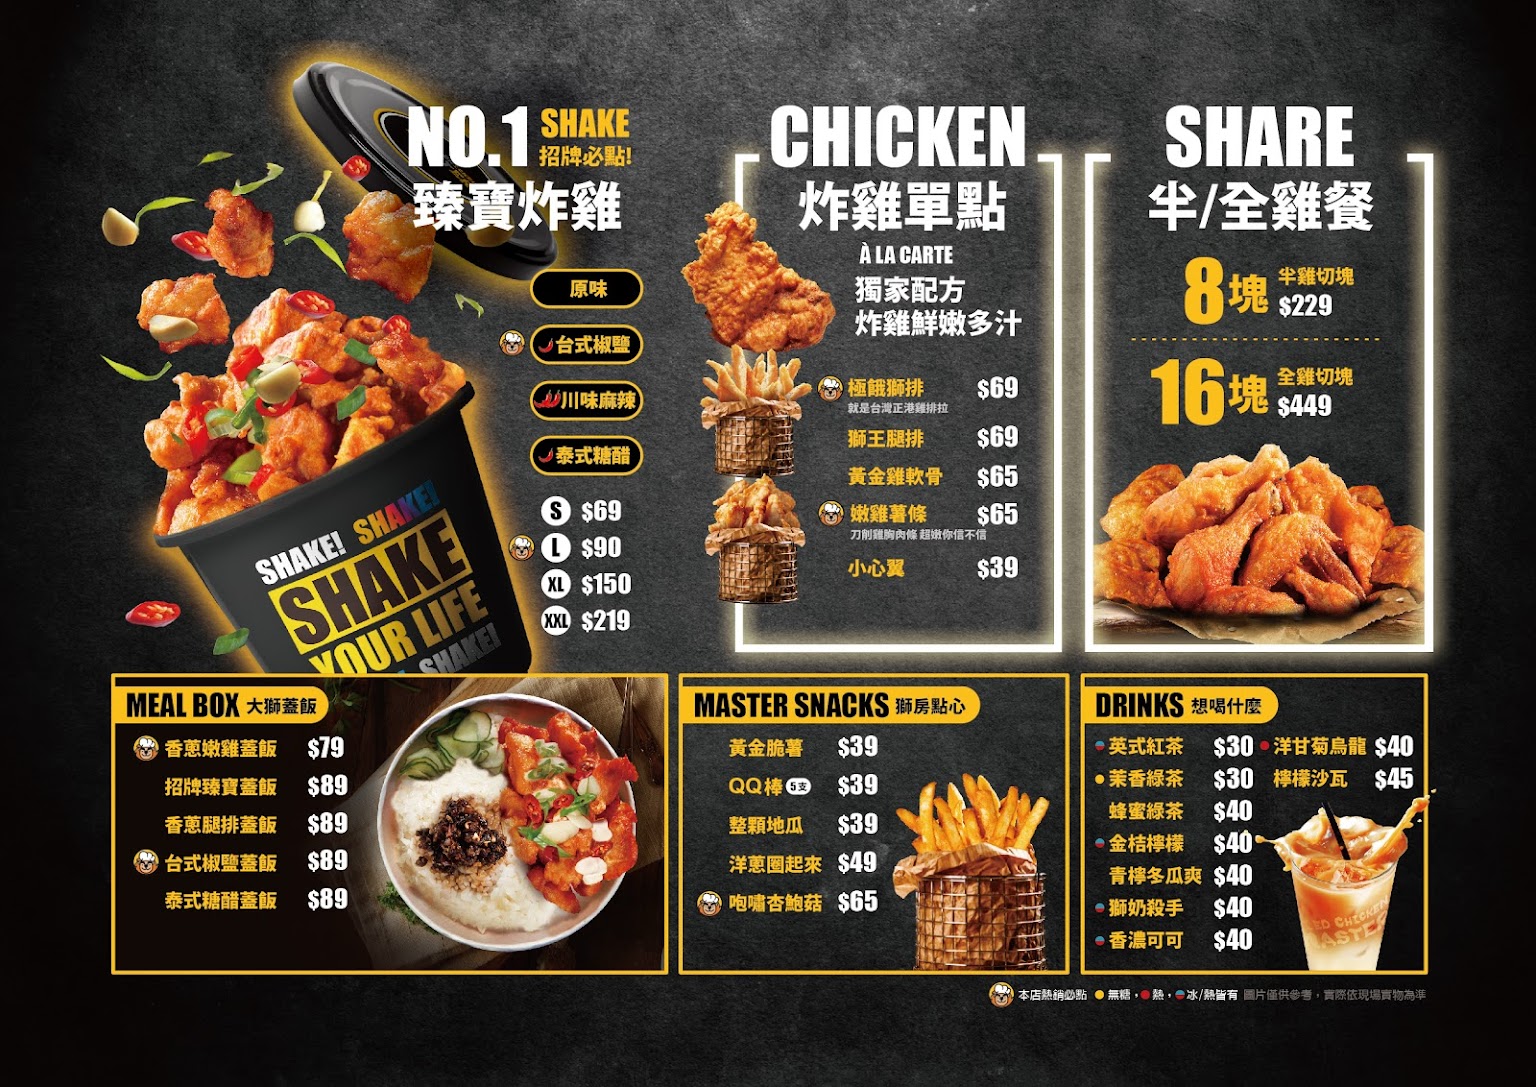 NO.1 SHAKE
招牌必點!
臻寶炸雞
原味
台式椒鹽
川味麻辣
泰式糖醋
S $69
L $90
XL $150
XXL $219
SHAKE! SHAKE!
SHAKE
YOUR LIFE
SHAKE!
CHICKEN
炸雞單點
À LA CARTE
獨家配方
炸雞鮮嫩多汁
極餓獅排 $69
就是台灣正港雞排拉
獅王腿排 $69
黃金雞軟骨 $65
嫩雞薯條 $65
刀削雞胸肉條 超嫩你信不信
小心翼 $39
SHARE
半/全雞餐
8塊 半雞切塊 $229
16塊 全雞切塊 $449
MEAL BOX 大獅蓋飯
香蔥嫩雞蓋飯 $79
招牌臻寶蓋飯 $89
香蔥腿排蓋飯 $89
台式椒鹽蓋飯 $89
泰式糖醋蓋飯 $89
MASTER SNACKS 獅房點心
黃金脆薯 $39
QQ棒 5支 $39
整顆地瓜 $39
洋蔥圈起來 $49
咆嘯杏鮑菇 $65
DRINKS 想喝什麼
英式紅茶 $30
茉香綠茶 $30
蜂蜜綠茶 $40
金桔檸檬 $40
青檸冬瓜爽 $40
獅奶殺手 $40
香濃可可 $40
洋甘菊烏龍 $40
檸檬沙瓦 $45
ED CHICKEN
MASTER
本店熱銷必點 無糖，熱，冰/熱皆有 圖片僅供參考，實際依現場實物為準